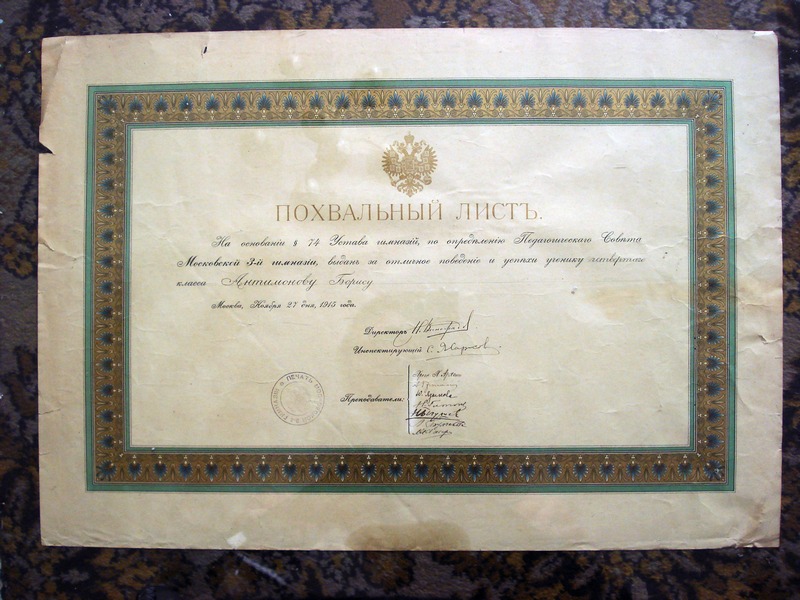 ПОХВАЛЬНЫЙ ЛИСТЪ.
На основаніи § 74 Устава гимназій, по опредѣленію Педагогическаго Совѣта
Московской 3-й гимназіи, выданъ за отличное поведеніе и успѣхи ученику четвертаго
класса Антимонову Борису
Москва, Ноября 27 дня, 1915 года.
Директоръ
Инспектирующій С.
Преподаватели:
ПЕЧАТЬ